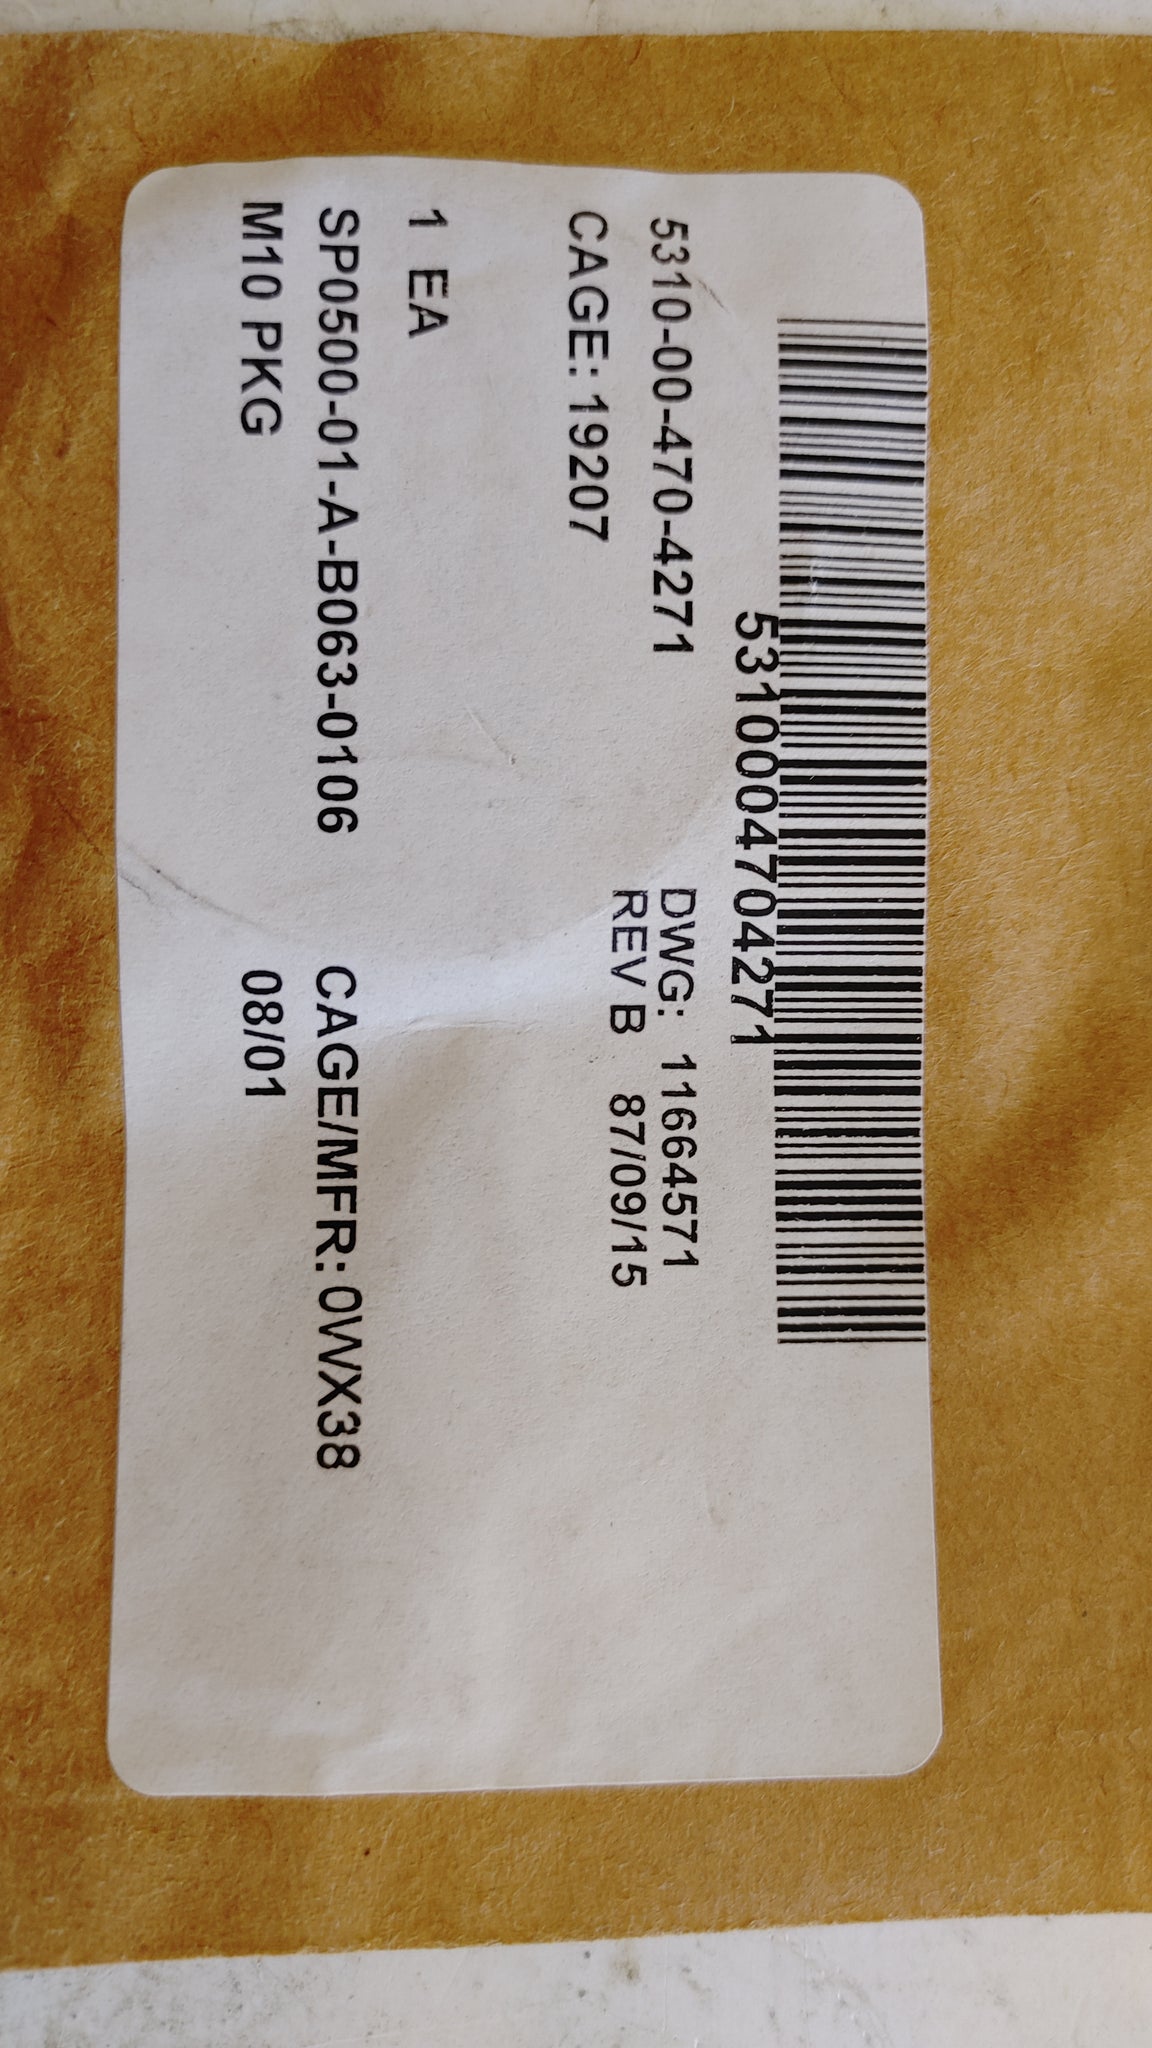 5310004704271
5310-00-470-4271
DWG: 11664571
CAGE: 19207
REV B 87/09/15
1 EA
SP0500-01-A-B063-0106
CAGE/MFR: 0WX38
M10 PKG
08/01